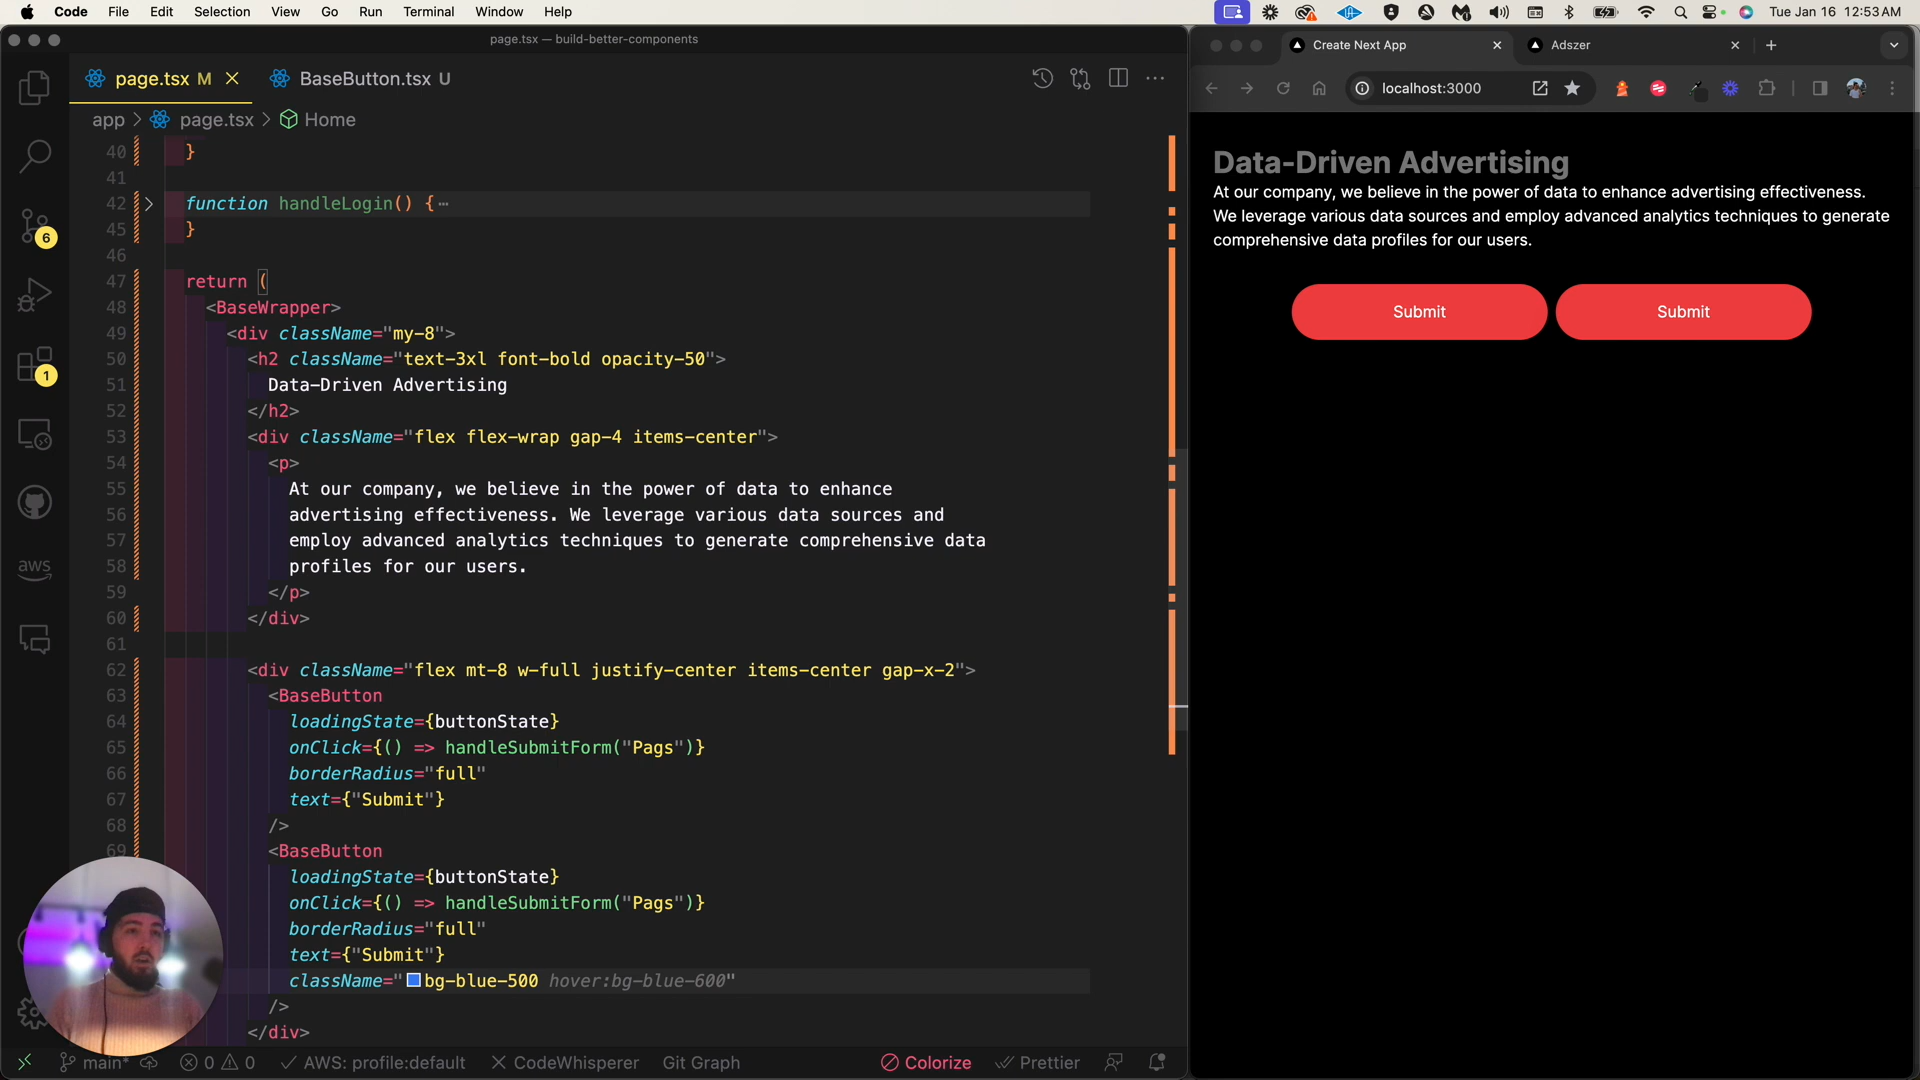 Code File Edit Selection View Go Run Terminal Window Help Tue Jan 16 12:53 AM
page.tsx — build-better-components
page.tsx M BaseButton.tsx U
app > page.tsx > Home
40 }
41
42 function handleLogin() { ⋯
45 }
46
47 return (
48 <BaseWrapper>
49 <div className="my-8">
50 <h2 className="text-3xl font-bold opacity-50">
51 Data-Driven Advertising
52 </h2>
53 <div className="flex flex-wrap gap-4 items-center">
54 <p>
55 At our company, we believe in the power of data to enhance
56 advertising effectiveness. We leverage various data sources and
57 employ advanced analytics techniques to generate comprehensive data
58 profiles for our users.
59 </p>
60 </div>
61
62 <div className="flex mt-8 w-full justify-center items-center gap-x-2">
63 <BaseButton
64 loadingState={buttonState}
65 onClick={() => handleSubmitForm("Pags")}
66 borderRadius="full"
67 text={"Submit"}
68 />
69 <BaseButton
loadingState={buttonState}
onClick={() => handleSubmitForm("Pags")}
borderRadius="full"
text={"Submit"}
className="bg-blue-500 hover:bg-blue-600"
/>
</div>
6
1
aws
main* 0 0 AWS: profile:default CodeWhisperer Git Graph Colorize Prettier
Create Next App Adszer
localhost:3000
Data-Driven Advertising
At our company, we believe in the power of data to enhance advertising effectiveness.
We leverage various data sources and employ advanced analytics techniques to generate
comprehensive data profiles for our users.
Submit Submit